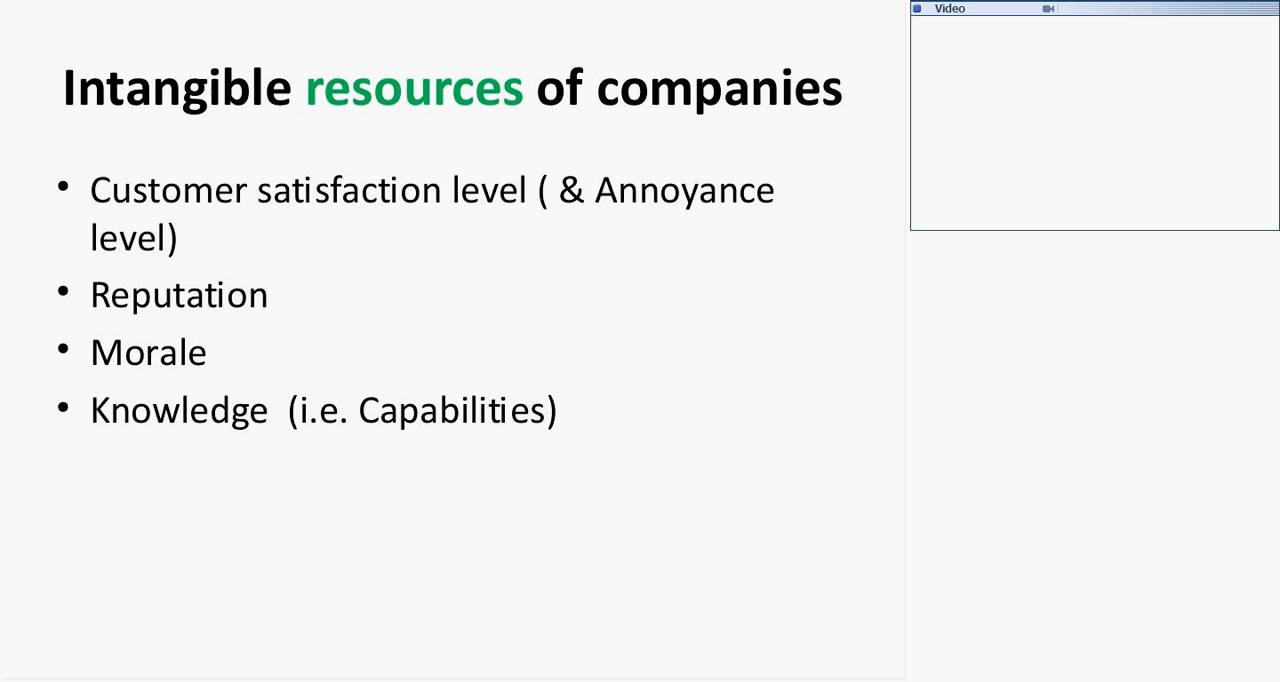 Intangible resources of companies
• Customer satisfaction level ( & Annoyance
level)
• Reputation
• Morale
• Knowledge  (i.e. Capabilities)
Video